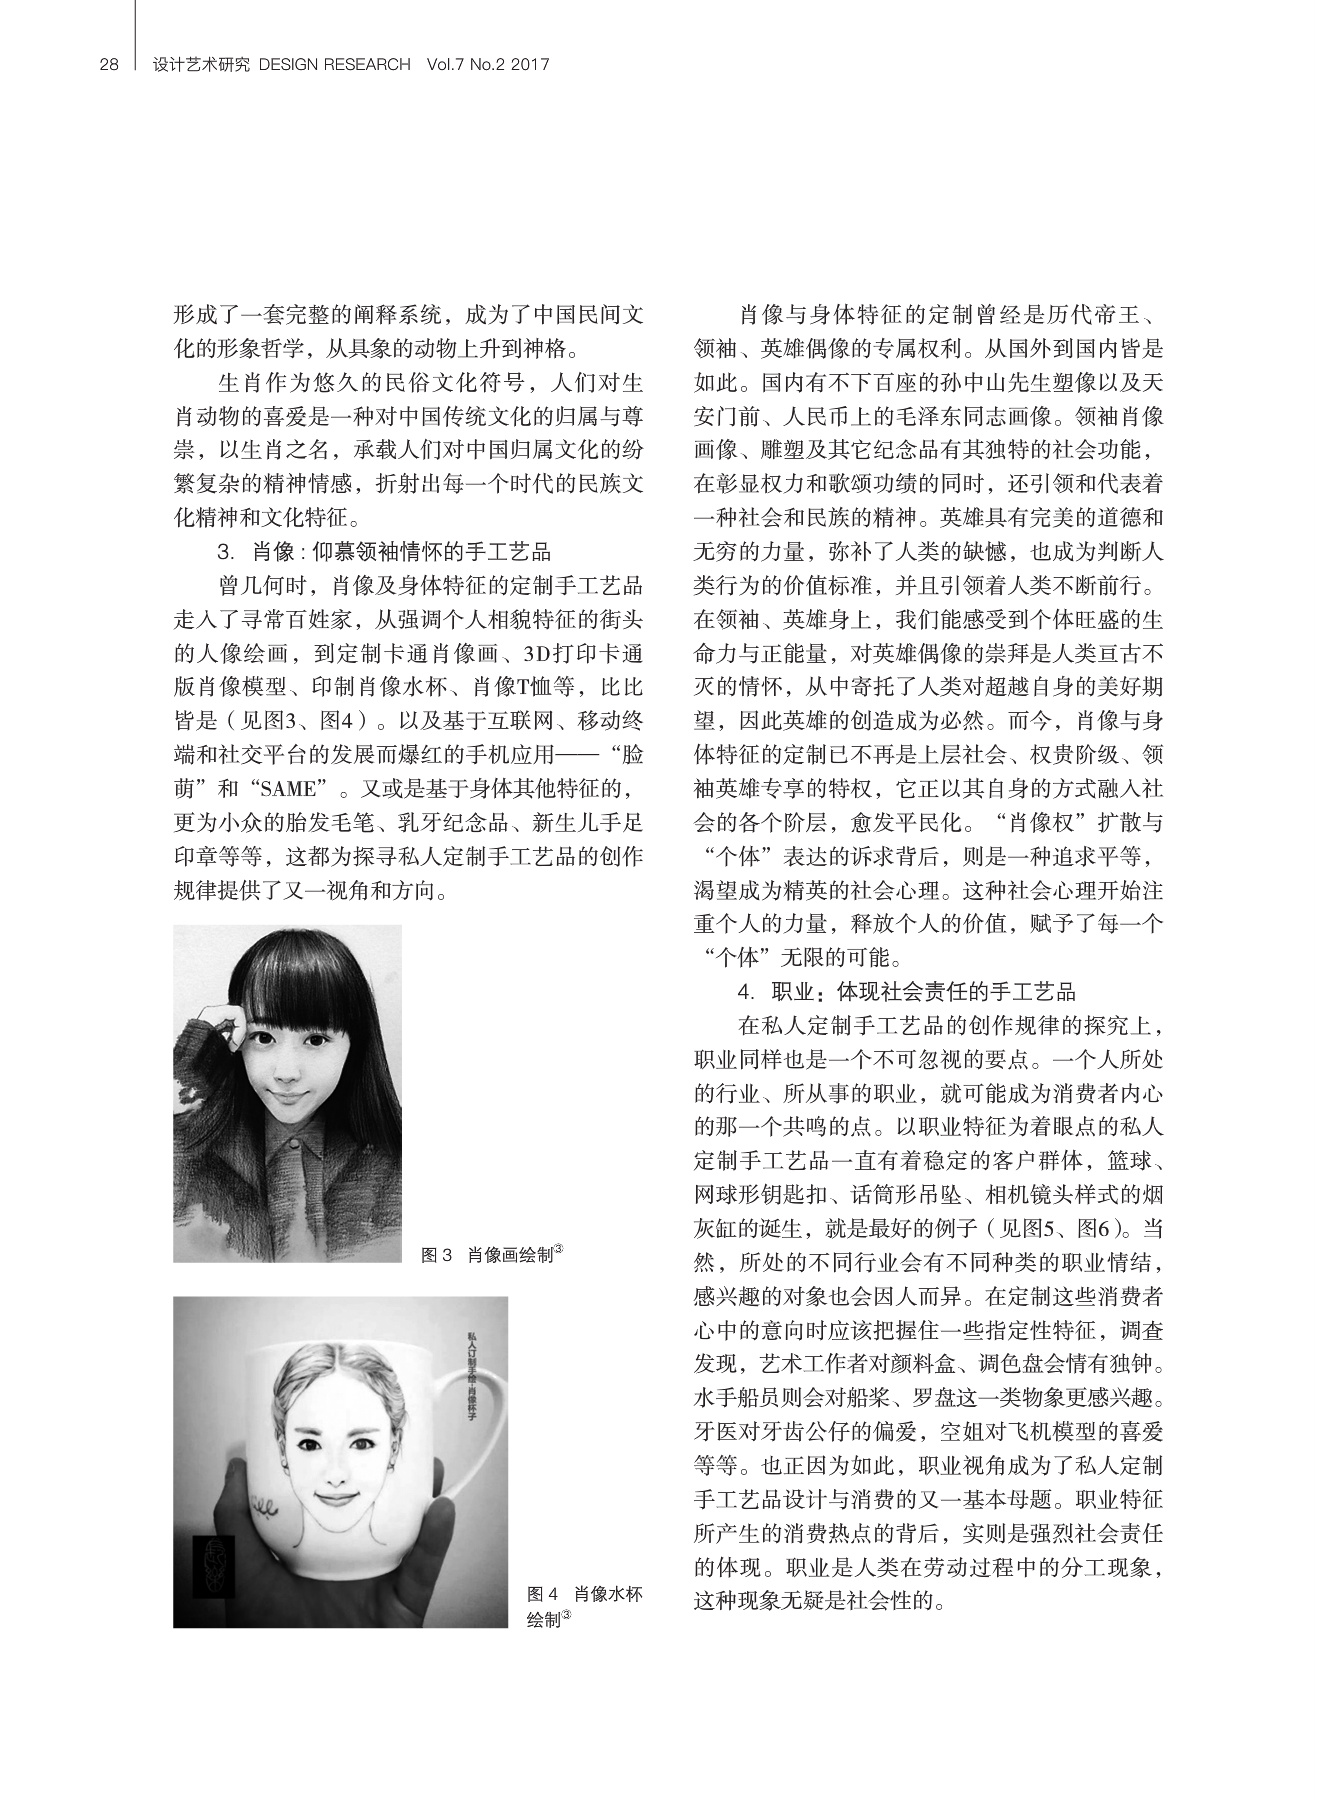 28 设计艺术研究 DESIGN RESEARCH Vol.7 No.2 2017
形成了一套完整的阐释系统，成为了中国民间文
化的形象哲学，从具象的动物上升到神格。
生肖作为悠久的民俗文化符号，人们对生
肖动物的喜爱是一种对中国传统文化的归属与尊
崇，以生肖之名，承载人们对中国归属文化的纷
繁复杂的精神情感，折射出每一个时代的民族文
化精神和文化特征。
3. 肖像：仰慕领袖情怀的手工艺品
曾几何时，肖像及身体特征的定制手工艺品
走入了寻常百姓家，从强调个人相貌特征的街头
的人像绘画，到定制卡通肖像画、3D打印卡通
版肖像模型、印制肖像水杯、肖像T恤等，比比
皆是（见图3、图4）。以及基于互联网、移动终
端和社交平台的发展而爆红的手机应用——“脸
萌”和“SAME”。又或是基于身体其他特征的，
更为小众的胎发毛笔、乳牙纪念品、新生儿手足
印章等等，这都为探寻私人定制手工艺品的创作
规律提供了又一视角和方向。
图 3 肖像画绘制③
私人订制手绘·肖像杯子
图 4 肖像水杯
绘制③
肖像与身体特征的定制曾经是历代帝王、
领袖、英雄偶像的专属权利。从国外到国内皆是
如此。国内有不下百座的孙中山先生塑像以及天
安门前、人民币上的毛泽东同志画像。领袖肖像
画像、雕塑及其它纪念品有其独特的社会功能，
在彰显权力和歌颂功绩的同时，还引领和代表着
一种社会和民族的精神。英雄具有完美的道德和
无穷的力量，弥补了人类的缺憾，也成为判断人
类行为的价值标准，并且引领着人类不断前行。
在领袖、英雄身上，我们能感受到个体旺盛的生
命力与正能量，对英雄偶像的崇拜是人类亘古不
灭的情怀，从中寄托了人类对超越自身的美好期
望，因此英雄的创造成为必然。而今，肖像与身
体特征的定制已不再是上层社会、权贵阶级、领
袖英雄专享的特权，它正以其自身的方式融入社
会的各个阶层，愈发平民化。“肖像权”扩散与
“个体”表达的诉求背后，则是一种追求平等，
渴望成为精英的社会心理。这种社会心理开始注
重个人的力量，释放个人的价值，赋予了每一个
“个体”无限的可能。
4. 职业：体现社会责任的手工艺品
在私人定制手工艺品的创作规律的探究上，
职业同样也是一个不可忽视的要点。一个人所处
的行业、所从事的职业，就可能成为消费者内心
的那一个共鸣的点。以职业特征为着眼点的私人
定制手工艺品一直有着稳定的客户群体，篮球、
网球形钥匙扣、话筒形吊坠、相机镜头样式的烟
灰缸的诞生，就是最好的例子（见图5、图6）。当
然，所处的不同行业会有不同种类的职业情结，
感兴趣的对象也会因人而异。在定制这些消费者
心中的意向时应该把握住一些指定性特征，调查
发现，艺术工作者对颜料盒、调色盘会情有独钟。
水手船员则会对船桨、罗盘这一类物象更感兴趣。
牙医对牙齿公仔的偏爱，空姐对飞机模型的喜爱
等等。也正因为如此，职业视角成为了私人定制
手工艺品设计与消费的又一基本母题。职业特征
所产生的消费热点的背后，实则是强烈社会责任
的体现。职业是人类在劳动过程中的分工现象，
这种现象无疑是社会性的。